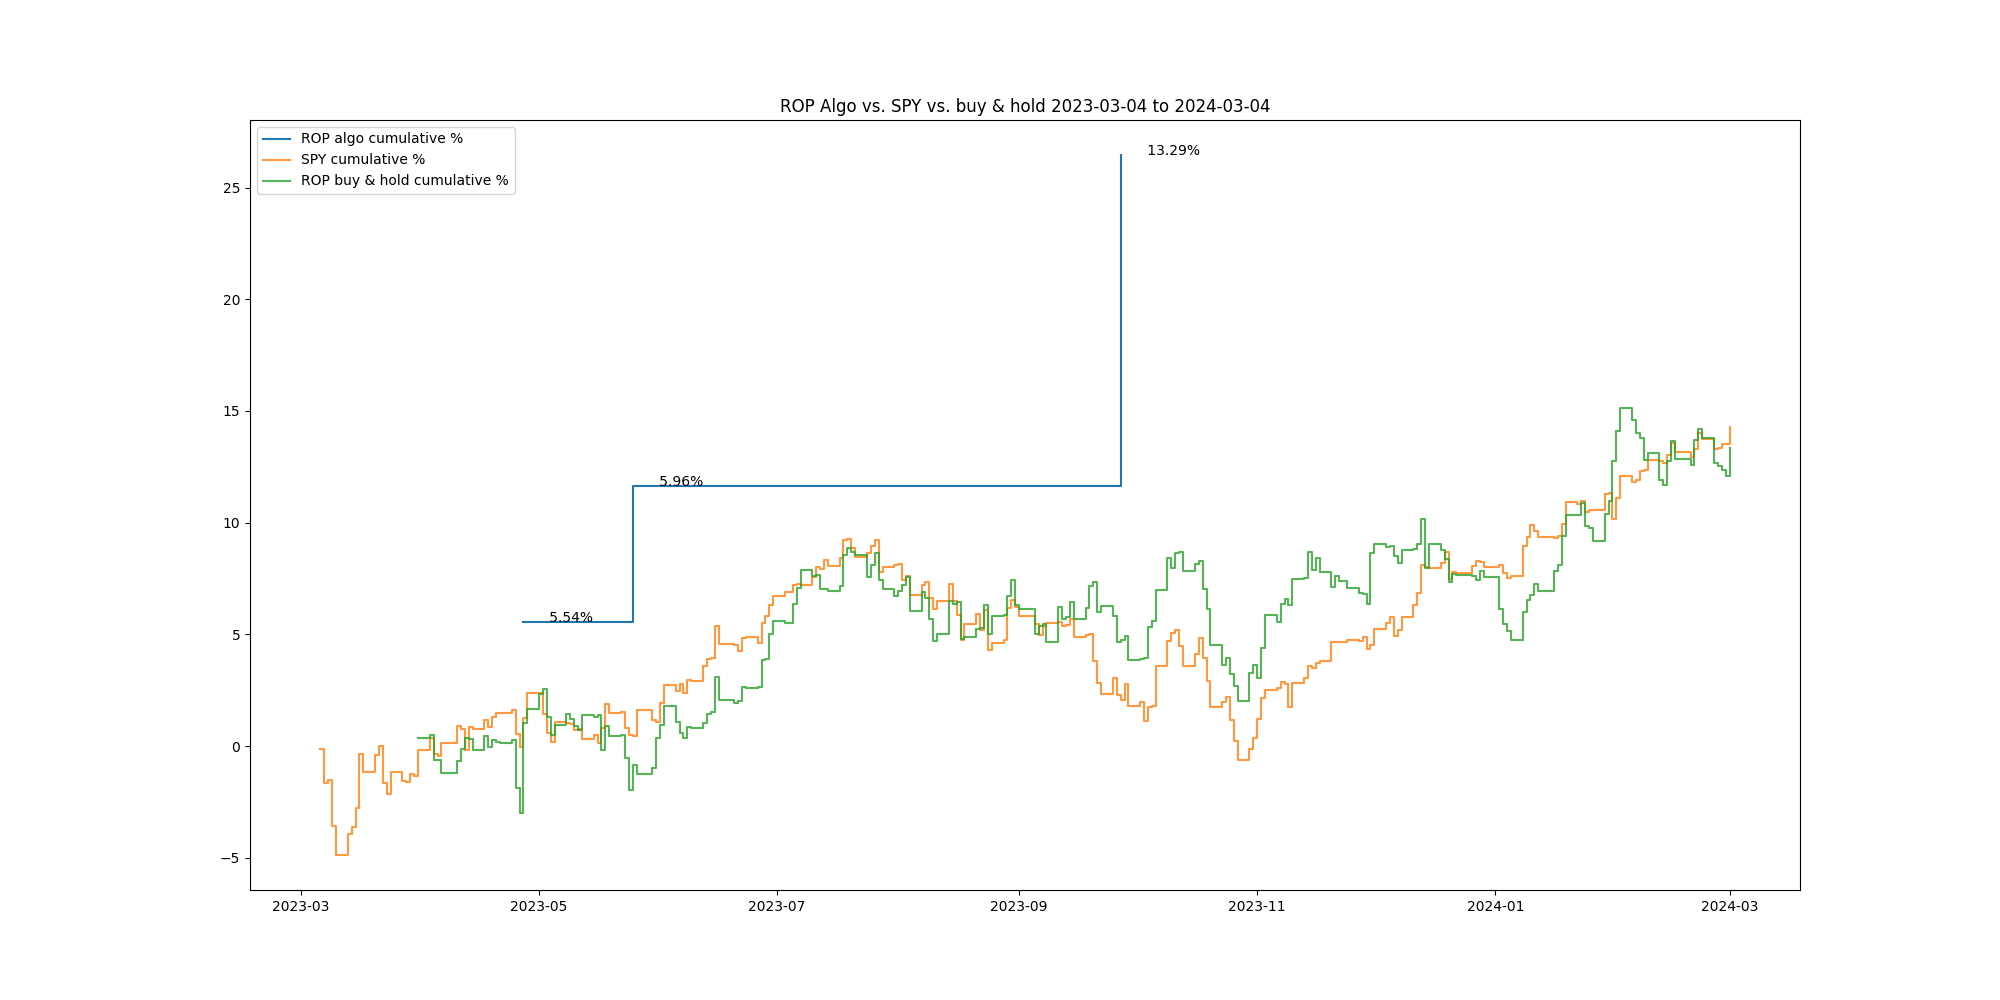 ROP Algo vs. SPY vs. buy & hold 2023-03-04 to 2024-03-04
ROP algo cumulative %
SPY cumulative %
ROP buy & hold cumulative %
13.29%
5.96%
5.54%
25
20
15
10
5
0
−5
2023-03 2023-05 2023-07 2023-09 2023-11 2024-01 2024-03